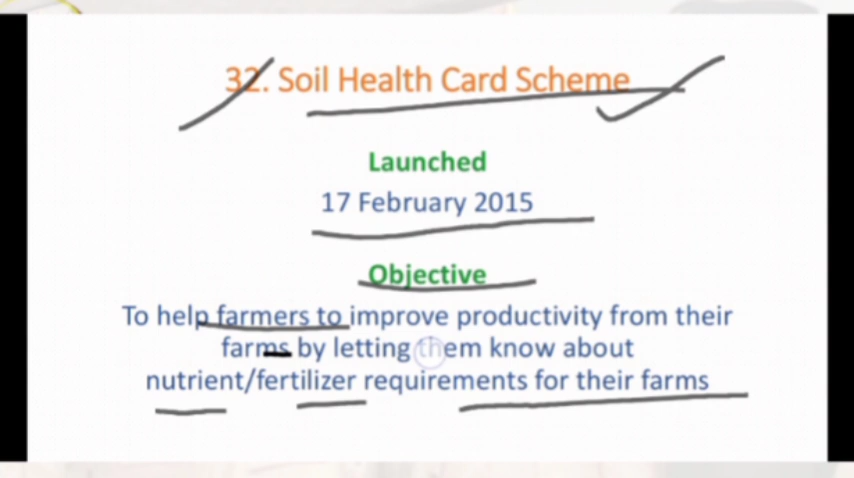 32. Soil Health Card Scheme
Launched
17 February 2015
Objective
To help farmers to improve productivity from their
farms by letting them know about
nutrient/fertilizer requirements for their farms